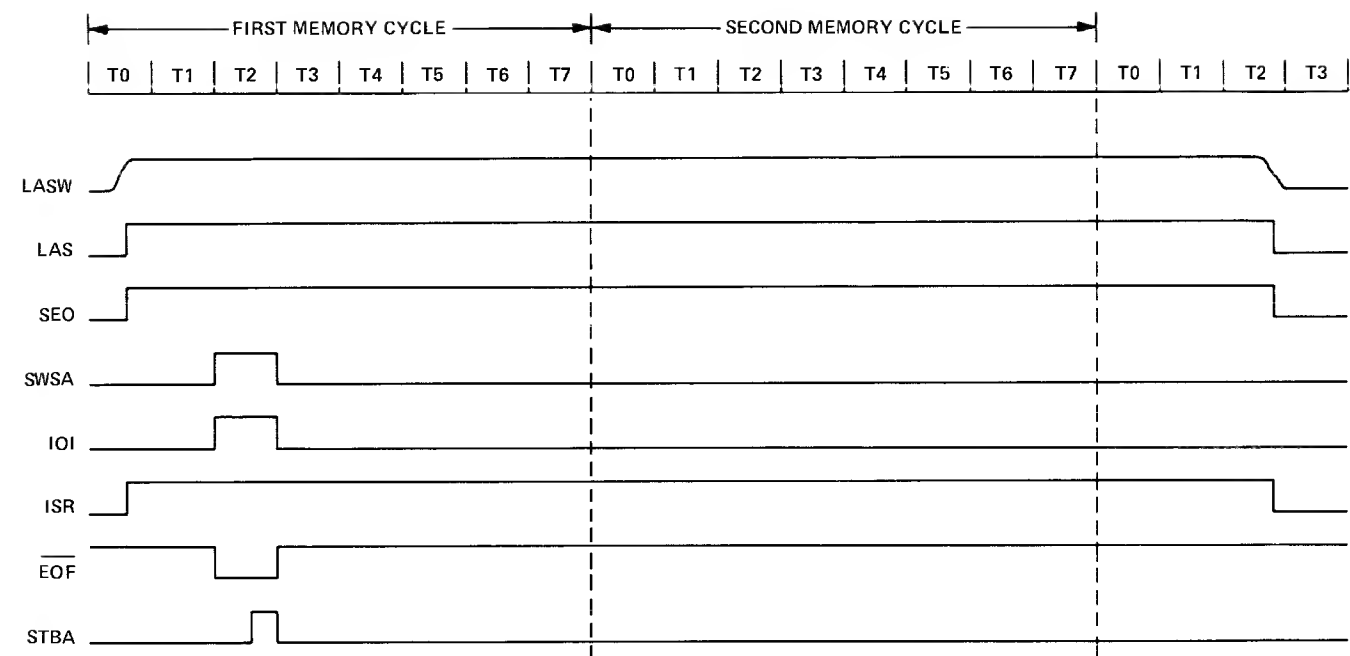 FIRST MEMORY CYCLE SECOND MEMORY CYCLE
T0 T1 T2 T3 T4 T5 T6 T7 T0 T1 T2 T3 T4 T5 T6 T7 T0 T1 T2 T3
LASW
LAS
SEO
SWSA
IOI
ISR
EOF
STBA